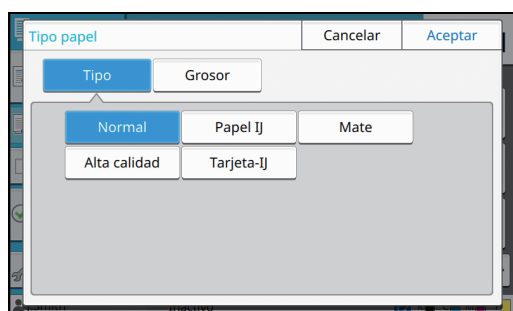 Tipo papel Cancelar Aceptar
Tipo Grosor
Normal Papel IJ Mate
Alta calidad Tarjeta-IJ